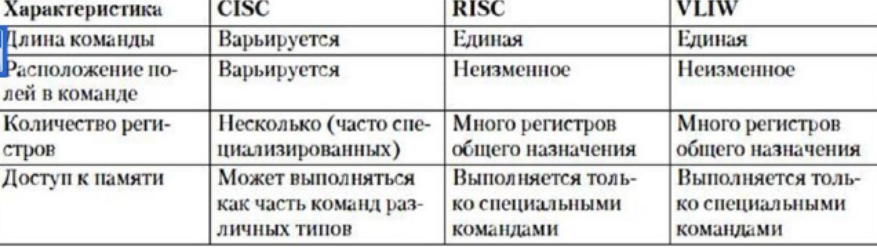 Характеристика CISC RISC VLIW
Длина команды Варьируется Единая Единая
Расположение по- Варьируется Неизменное Неизменное
лей в команде
Количество реги- Несколько (часто спе- Много регистров Много регистров
стров циализированных) общего назначения общего назначения
Доступ к памяти Может выполняться Выполняется толь- Выполняется толь-
как часть команд раз- ко специальными ко специальными
личных типов командами командами